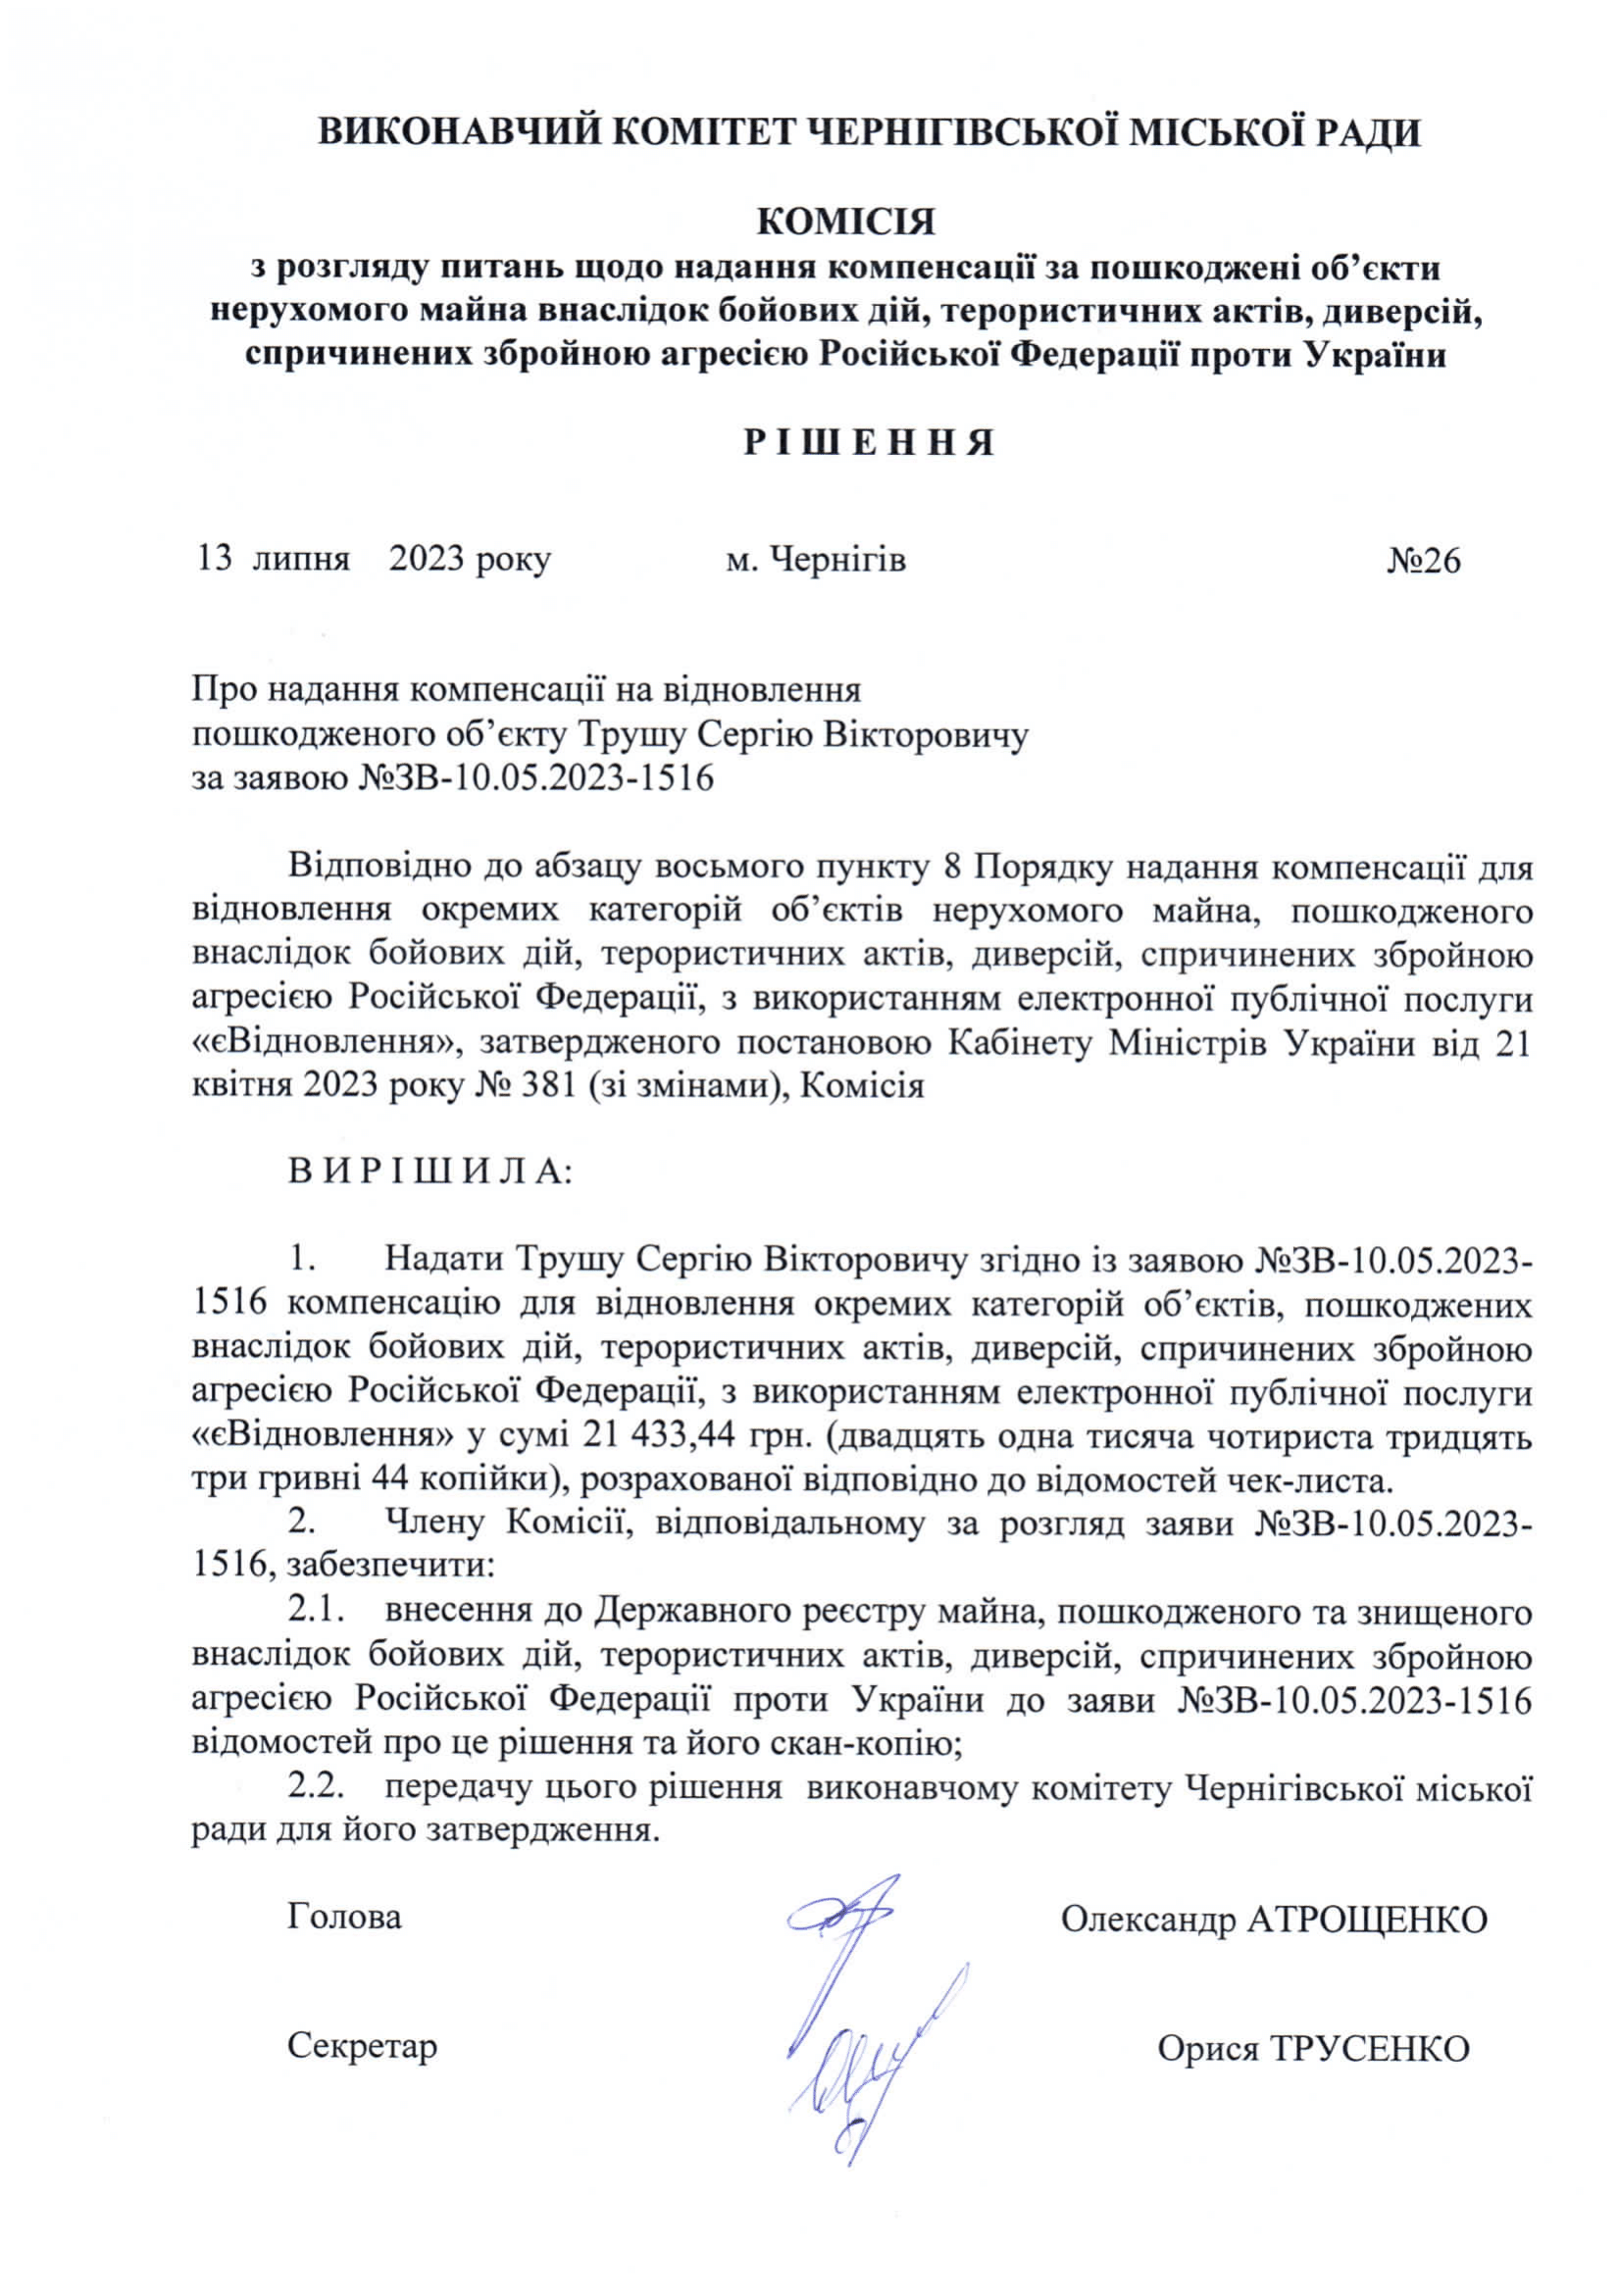 ВИКОНАВЧИЙ КОМІТЕТ ЧЕРНІГІВСЬКОЇ МІСЬКОЇ РАДИ
КОМІСІЯ
з розгляду питань щодо надання компенсації за пошкоджені об’єкти
нерухомого майна внаслідок бойових дій, терористичних актів, диверсій,
спричинених збройною агресією Російської Федерації проти України
Р І Ш Е Н Н Я
13 липня 2023 року м. Чернігів №26
Про надання компенсації на відновлення
пошкодженого об’єкту Трушу Сергію Вікторовичу
за заявою №ЗВ-10.05.2023-1516
Відповідно до абзацу восьмого пункту 8 Порядку надання компенсації для
відновлення окремих категорій об’єктів нерухомого майна, пошкодженого
внаслідок бойових дій, терористичних актів, диверсій, спричинених збройною
агресією Російської Федерації, з використанням електронної публічної послуги
«єВідновлення», затвердженого постановою Кабінету Міністрів України від 21
квітня 2023 року № 381 (зі змінами), Комісія
В И Р І Ш И Л А:
1. Надати Трушу Сергію Вікторовичу згідно із заявою №ЗВ-10.05.2023-
1516 компенсацію для відновлення окремих категорій об’єктів, пошкоджених
внаслідок бойових дій, терористичних актів, диверсій, спричинених збройною
агресією Російської Федерації, з використанням електронної публічної послуги
«єВідновлення» у сумі 21 433,44 грн. (двадцять одна тисяча чотириста тридцять
три гривні 44 копійки), розрахованої відповідно до відомостей чек-листа.
2. Члену Комісії, відповідальному за розгляд заяви №ЗВ-10.05.2023-
1516, забезпечити:
2.1. внесення до Державного реєстру майна, пошкодженого та знищеного
внаслідок бойових дій, терористичних актів, диверсій, спричинених збройною
агресією Російської Федерації проти України до заяви №ЗВ-10.05.2023-1516
відомостей про це рішення та його скан-копію;
2.2. передачу цього рішення виконавчому комітету Чернігівської міської
ради для його затвердження.
Голова Олександр АТРОЩЕНКО
Секретар Орися ТРУСЕНКО